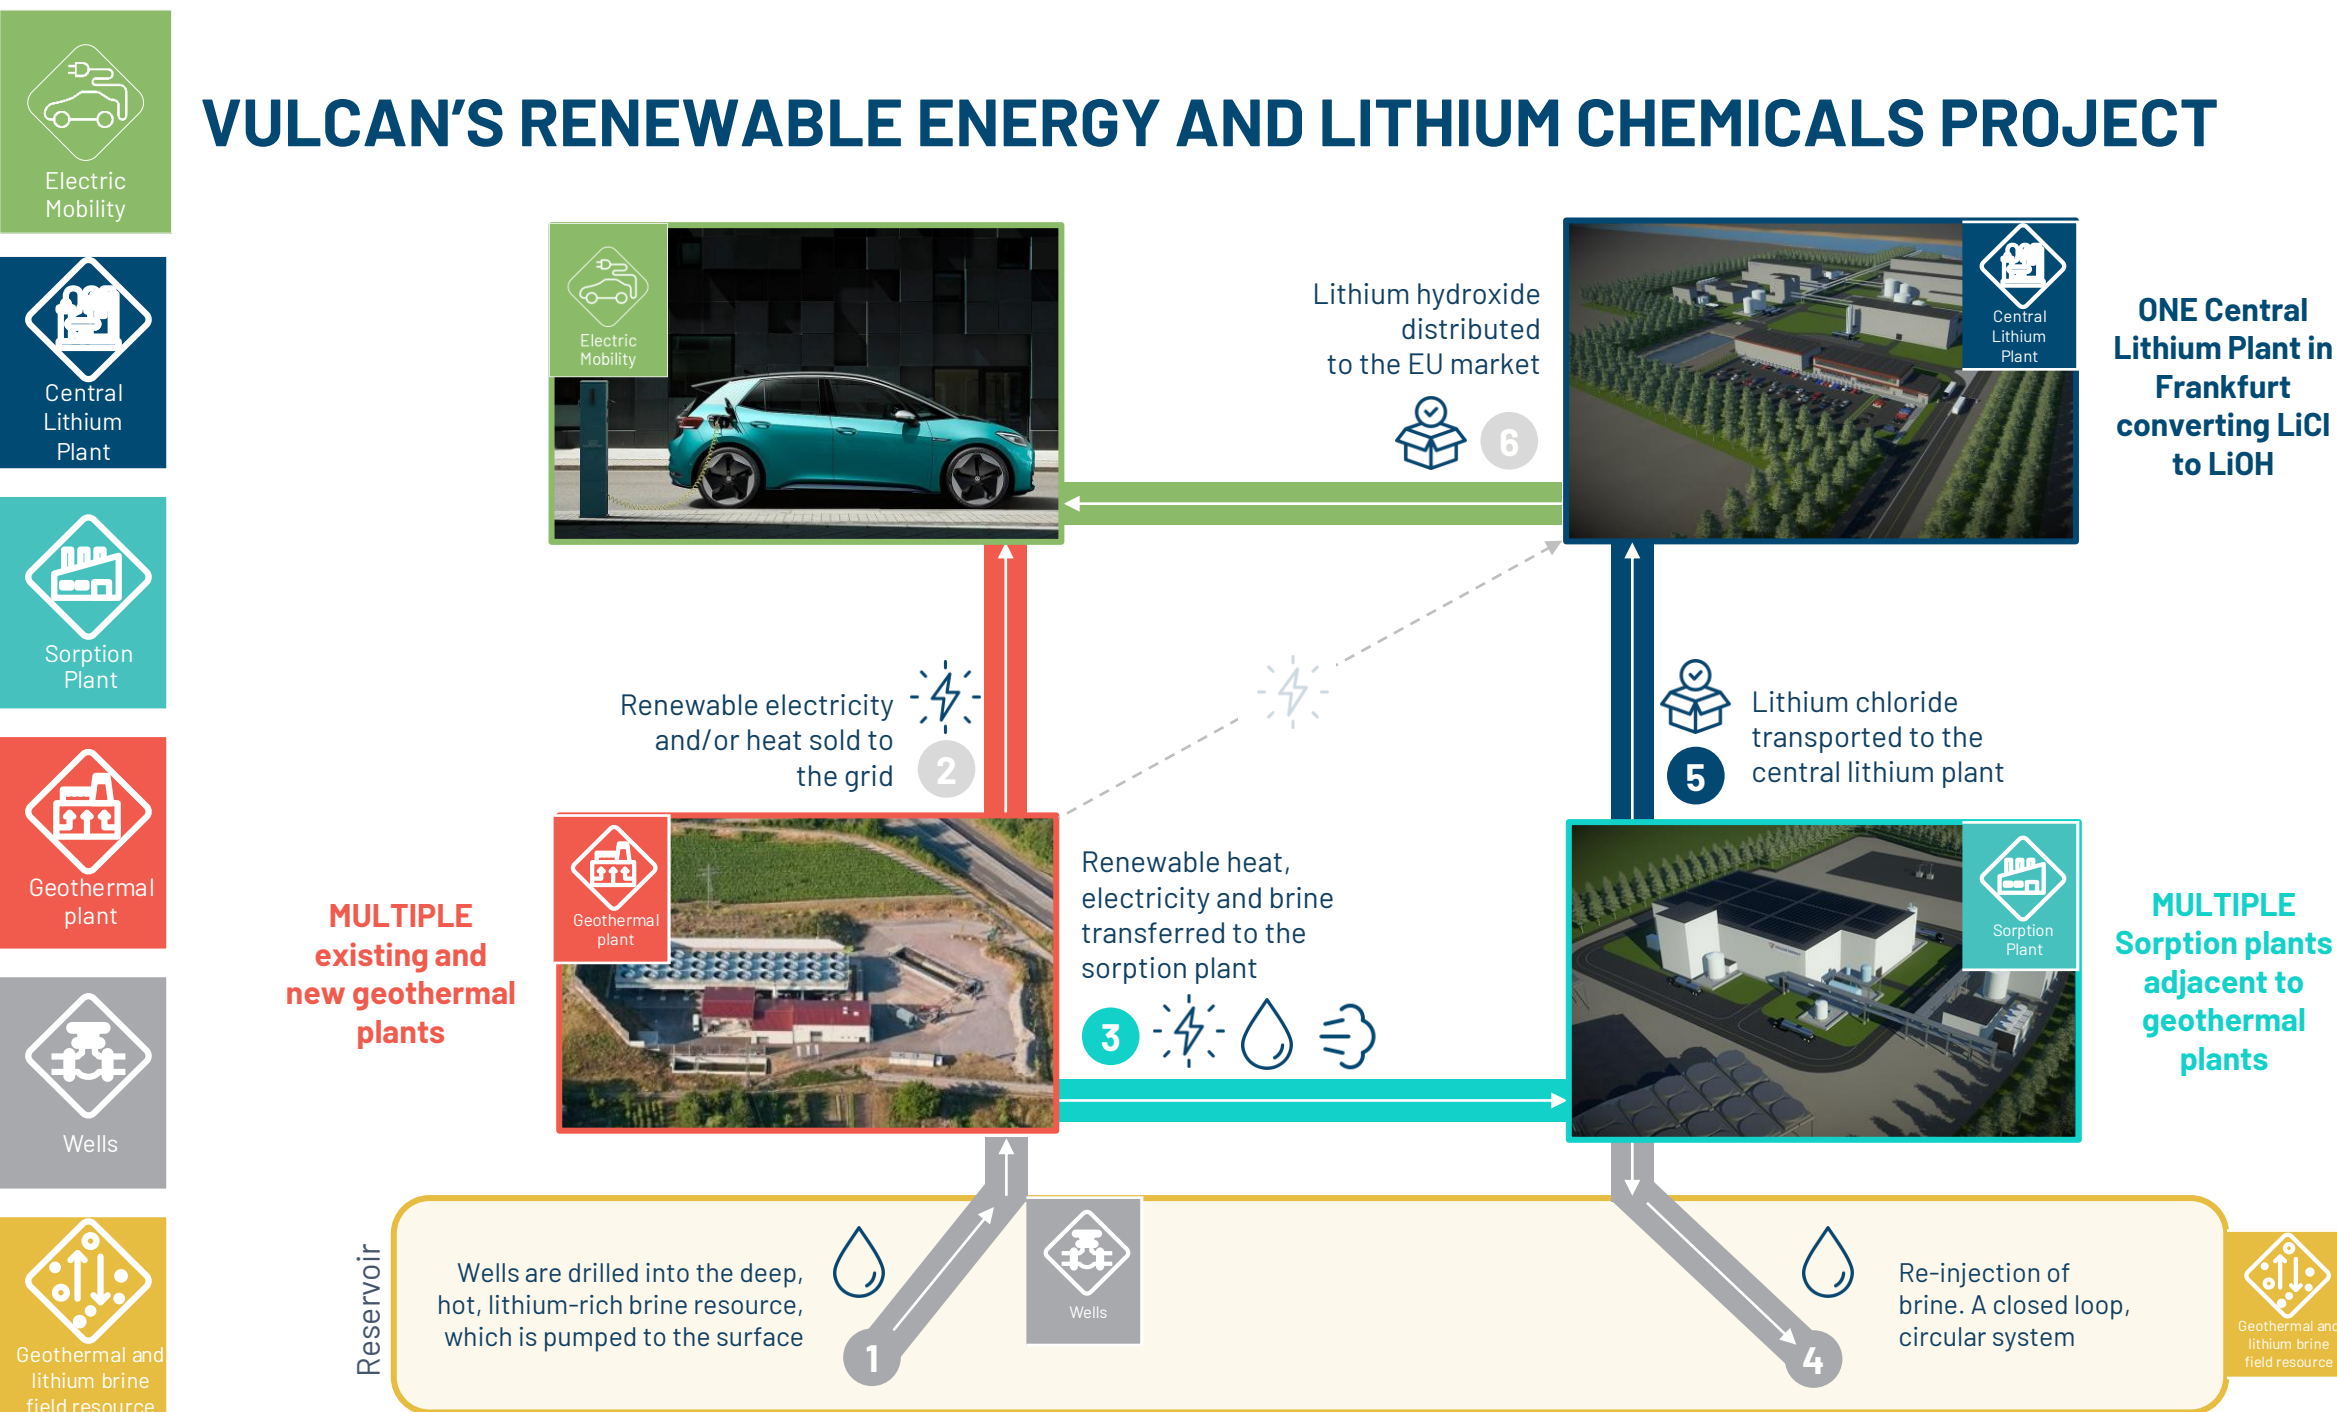 VULCAN'S RENEWABLE ENERGY AND LITHIUM CHEMICALS PROJECT
Electric
Mobility
Central
Lithium
Plant
Sorption
Plant
Geothermal
plant
Wells
Geothermal and
lithium brine
field resource
Electric
Mobility
Lithium hydroxide
distributed
to the EU market
6
Central
Lithium
Plant
ONE Central
Lithium Plant in
Frankfurt
converting LiCl
to LiOH
Renewable electricity
and/or heat sold to
the grid
2
Lithium chloride
transported to the
central lithium plant
5
MULTIPLE
existing and
new geothermal
plants
Geothermal
plant
Renewable heat,
electricity and brine
transferred to the
sorption plant
3
Sorption
Plant
MULTIPLE
Sorption plants
adjacent to
geothermal
plants
Reservoir
Wells are drilled into the deep,
hot, lithium-rich brine resource,
which is pumped to the surface
1
Wells
4
Re-injection of
brine. A closed loop,
circular system
Geothermal and
lithium brine
field resource